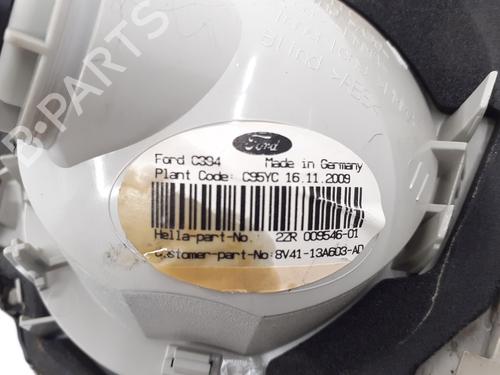 Ford
Ford C394 Made in Germany
Plant Code: C95YC 16.11.2009
Hella-part-No. 2ZR 009546-01
Customer-part-No:8V41-13A603-AD
B-PARTS